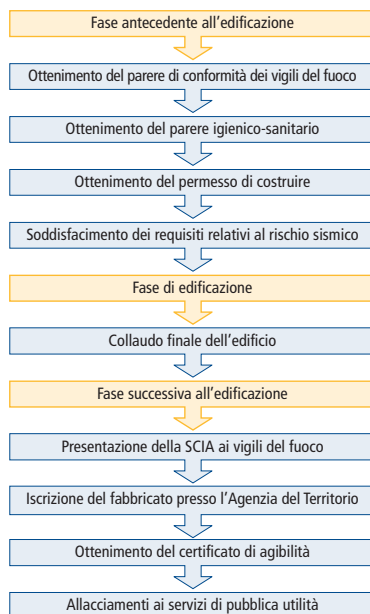 Fase antecedente all'edificazione
Ottenimento del parere di conformità dei vigili del fuoco
Ottenimento del parere igienico-sanitario
Ottenimento del permesso di costruire
Soddisfacimento dei requisiti relativi al rischio sismico
Fase di edificazione
Collaudo finale dell'edificio
Fase successiva all'edificazione
Presentazione della SCIA ai vigili del fuoco
Iscrizione del fabbricato presso l'Agenzia del Territorio
Ottenimento del certificato di agibilità
Allacciamenti ai servizi di pubblica utilità